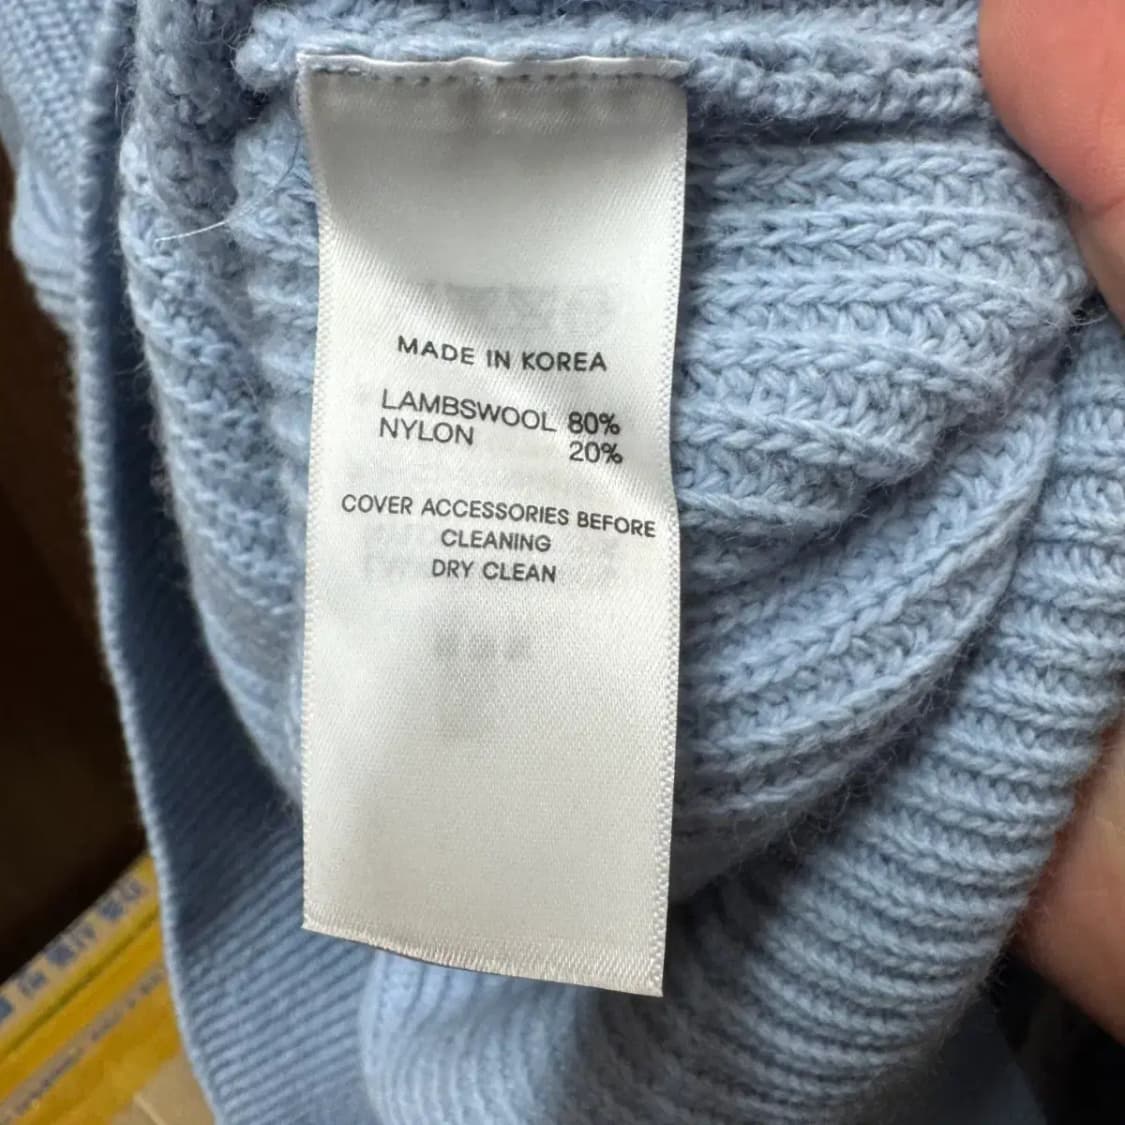 MADE IN KOREA
LAMBSWOOL 80%
NYLON 20%
COVER ACCESSORIES BEFORE
CLEANING
DRY CLEAN